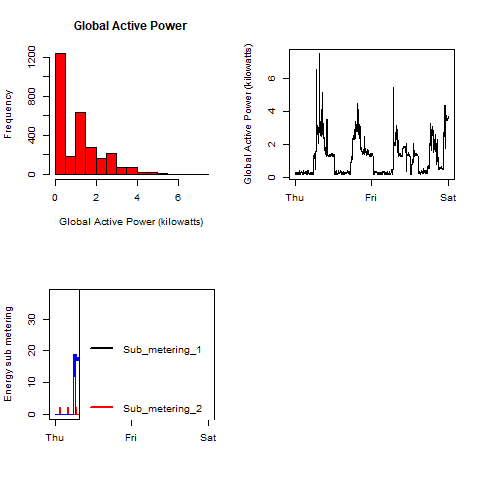 Global Active Power
Frequency
0 400 800 1200
0 2 4 6
Global Active Power (kilowatts)
Global Active Power (kilowatts)
0 2 4 6
Thu Fri Sat
Energy sub metering
0 10 20 30
Sub_metering_1
Sub_metering_2
Thu Fri Sat